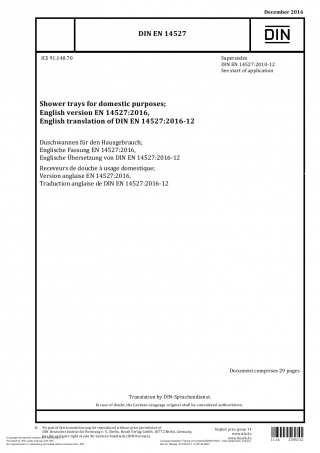 December 2016
DIN EN 14527
DIN
ICS 91.140.70
Supersedes
DIN EN 14527:2010-12
See start of application
Shower trays for domestic purposes;
English version EN 14527:2016,
English translation of DIN EN 14527:2016-12
Duschwannen für den Hausgebrauch;
Englische Fassung EN 14527:2016,
Englische Übersetzung von DIN EN 14527:2016-12
Receveurs de douche à usage domestique;
Version anglaise EN 14527:2016,
Traduction anglaise de DIN EN 14527:2016-12
Document comprises 29 pages
Translation by DIN-Sprachendienst.
In case of doubt, the German-language original shall be considered authoritative.
No part of this translation may be reproduced without prior permission of
DIN Deutsches Institut für Normung e. V., Berlin. Beuth Verlag GmbH, 10772 Berlin, Germany,
has the exclusive right of sale for German Standards (DIN-Normen).
English price group 14
www.din.de
www.beuth.de